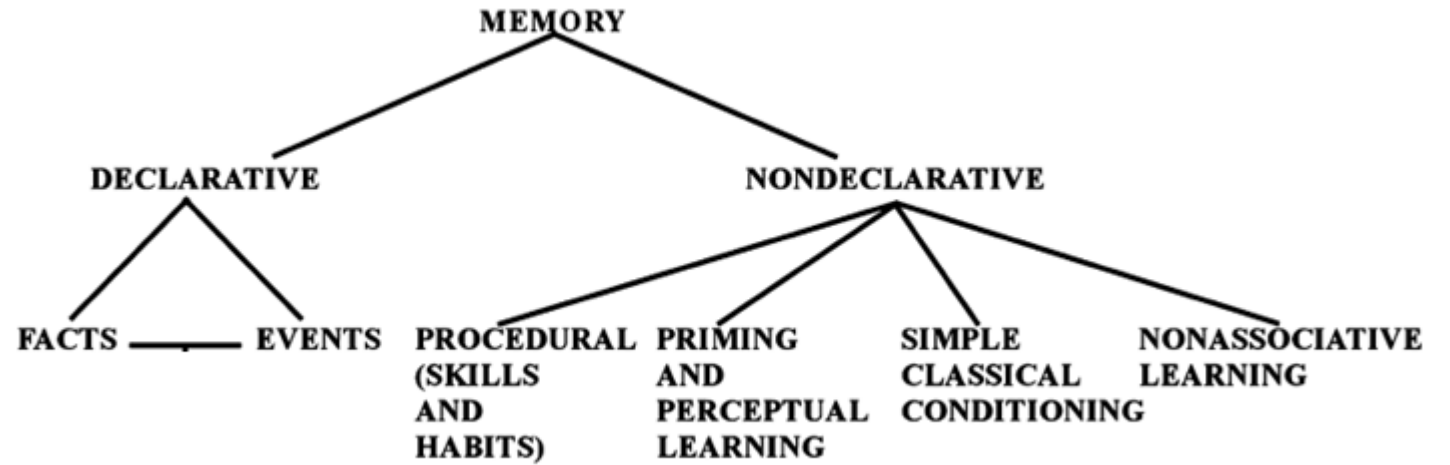 MEMORY
DECLARATIVE
NONDECLARATIVE
FACTS
EVENTS
PROCEDURAL
(SKILLS
AND
HABITS)
PRIMING
AND
PERCEPTUAL
LEARNING
SIMPLE
CLASSICAL
CONDITIONING
NONASSOCIATIVE
LEARNING